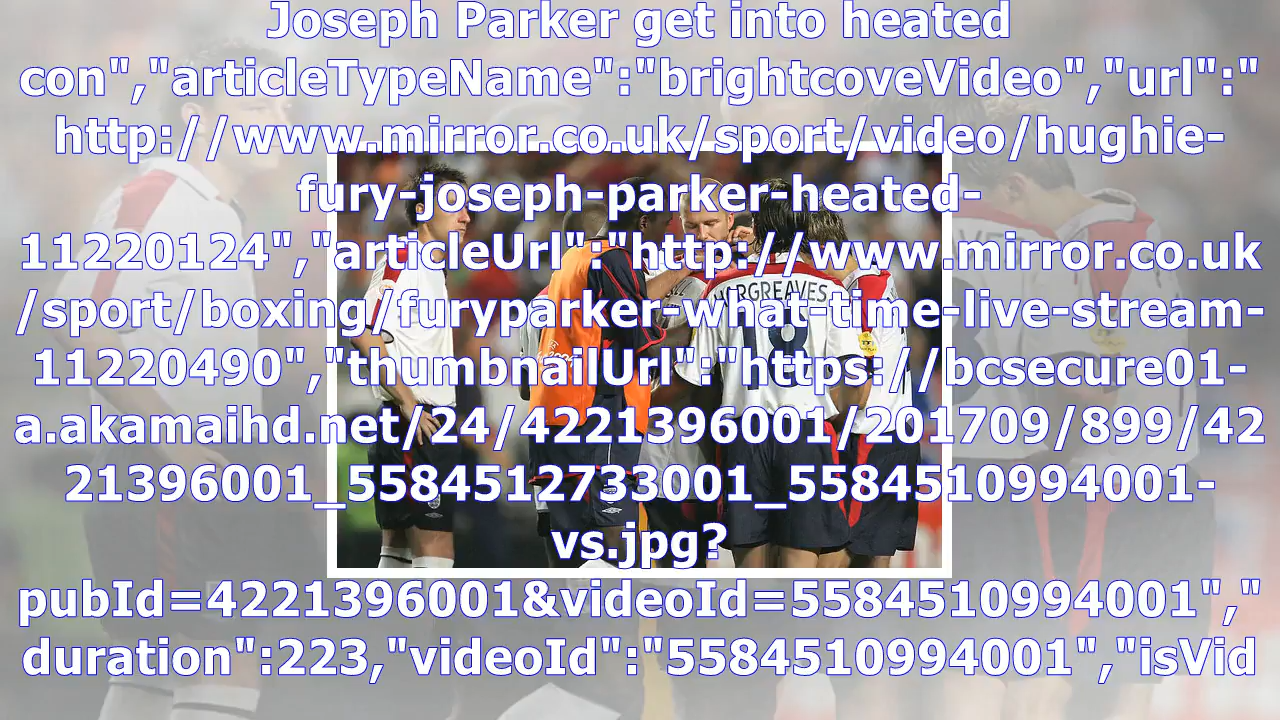 Joseph Parker get into heated
con","articleTypeName":"brightcoveVideo","url":"
http://www.mirror.co.uk/sport/video/hughie-
fury-joseph-parker-heated-
11220124","articleUrl":"http://www.mirror.co.uk
/sport/boxing/furyparker-what-time-live-stream-
11220490","thumbnailUrl":"https://bcsecure01-
a.akamaihd.net/24/4221396001/201709/899/42
21396001_5584512733001_5584510994001-
vs.jpg?
pubId=4221396001&videoId=5584510994001","
duration":223,"videoId":"5584510994001","isVid
HARGREAVES
18